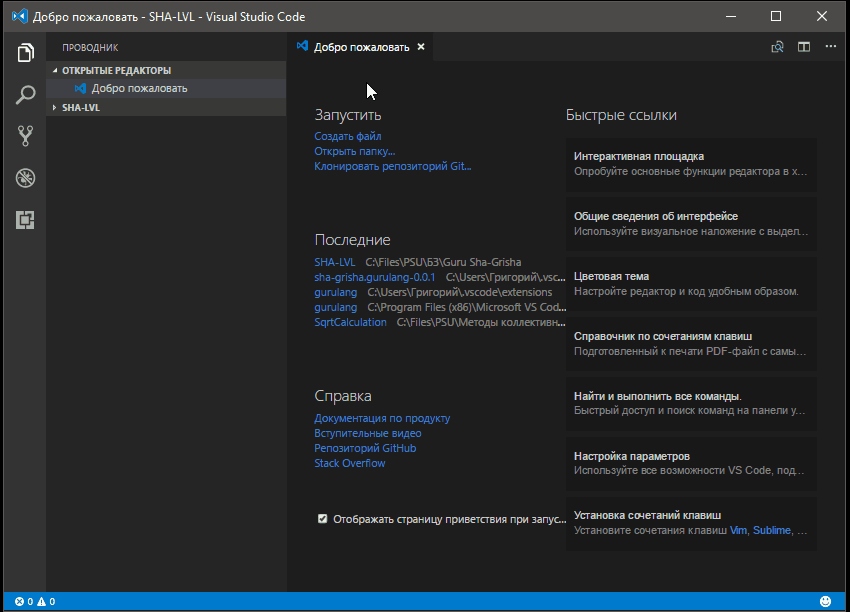 Добро пожаловать - SHA-LVL - Visual Studio Code
ПРОВОДНИК
ОТКРЫТЫЕ РЕДАКТОРЫ
Добро пожаловать
SHA-LVL
Добро пожаловать
Запустить
Создать файл
Открыть папку...
Клонировать репозиторий Git...
Последние
SHA-LVL C:\Files\PSU\БЗ\Guru Sha-Grisha
sha-grisha.gurulang-0.0.1 C:\Users\Григорий\.vsc...
gurulang C:\Users\Григорий\.vscode\extensions
gurulang C:\Program Files (x86)\Microsoft VS Cod...
SqrtCalculation C:\Files\PSU\Методы коллективн...
Справка
Документация по продукту
Вступительные видео
Репозиторий GitHub
Stack Overflow
Отображать страницу приветствия при запус...
Быстрые ссылки
Интерактивная площадка
Опробуйте основные функции редактора в х...
Общие сведения об интерфейсе
Используйте визуальное наложение с выдел...
Цветовая тема
Настройте редактор и код удобным образом.
Справочник по сочетаниям клавиш
Подготовленный к печати PDF-файл с самы...
Найти и выполнить все команды.
Быстрый доступ и поиск команд на панели у...
Настройка параметров
Используйте все возможности VS Code, под...
Установка сочетаний клавиш
Установите сочетания клавиш Vim, Sublime, ...
0 0